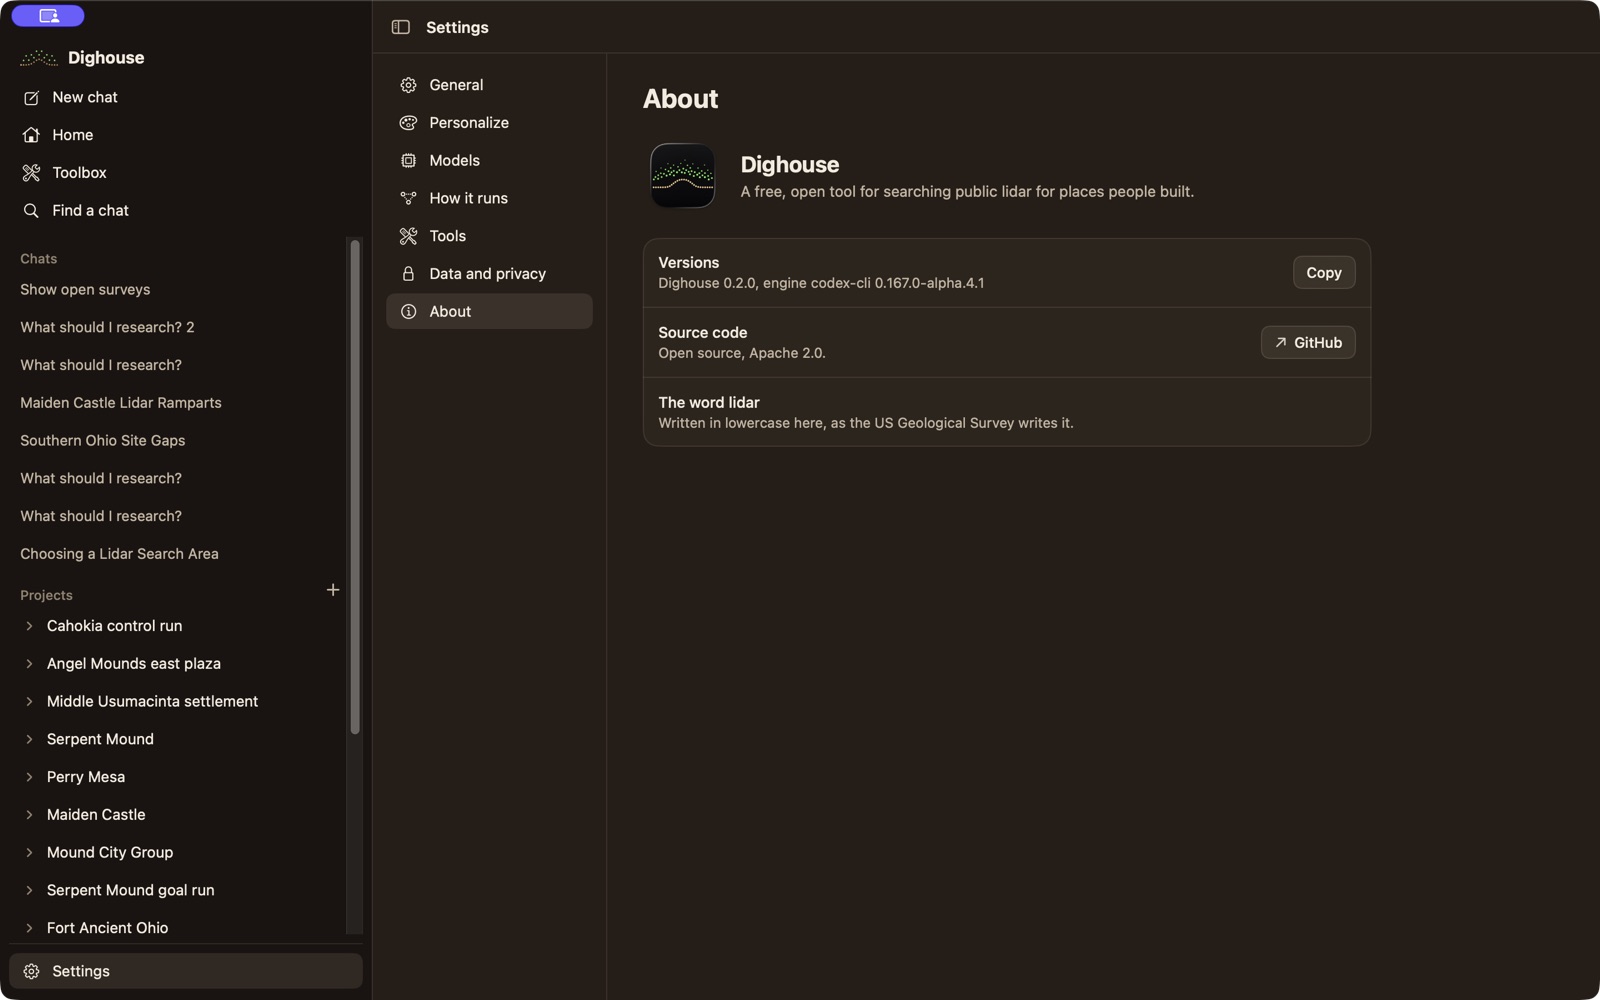 Dighouse
New chat
Home
Toolbox
Find a chat
Chats
Show open surveys
What should I research? 2
What should I research?
Maiden Castle Lidar Ramparts
Southern Ohio Site Gaps
What should I research?
What should I research?
Choosing a Lidar Search Area
Projects
Cahokia control run
Angel Mounds east plaza
Middle Usumacinta settlement
Serpent Mound
Perry Mesa
Maiden Castle
Mound City Group
Serpent Mound goal run
Fort Ancient Ohio
Settings
Settings
General
Personalize
Models
How it runs
Tools
Data and privacy
About
About
Dighouse
A free, open tool for searching public lidar for places people built.
Versions
Dighouse 0.2.0, engine codex-cli 0.167.0-alpha.4.1
Copy
Source code
Open source, Apache 2.0.
GitHub
The word lidar
Written in lowercase here, as the US Geological Survey writes it.